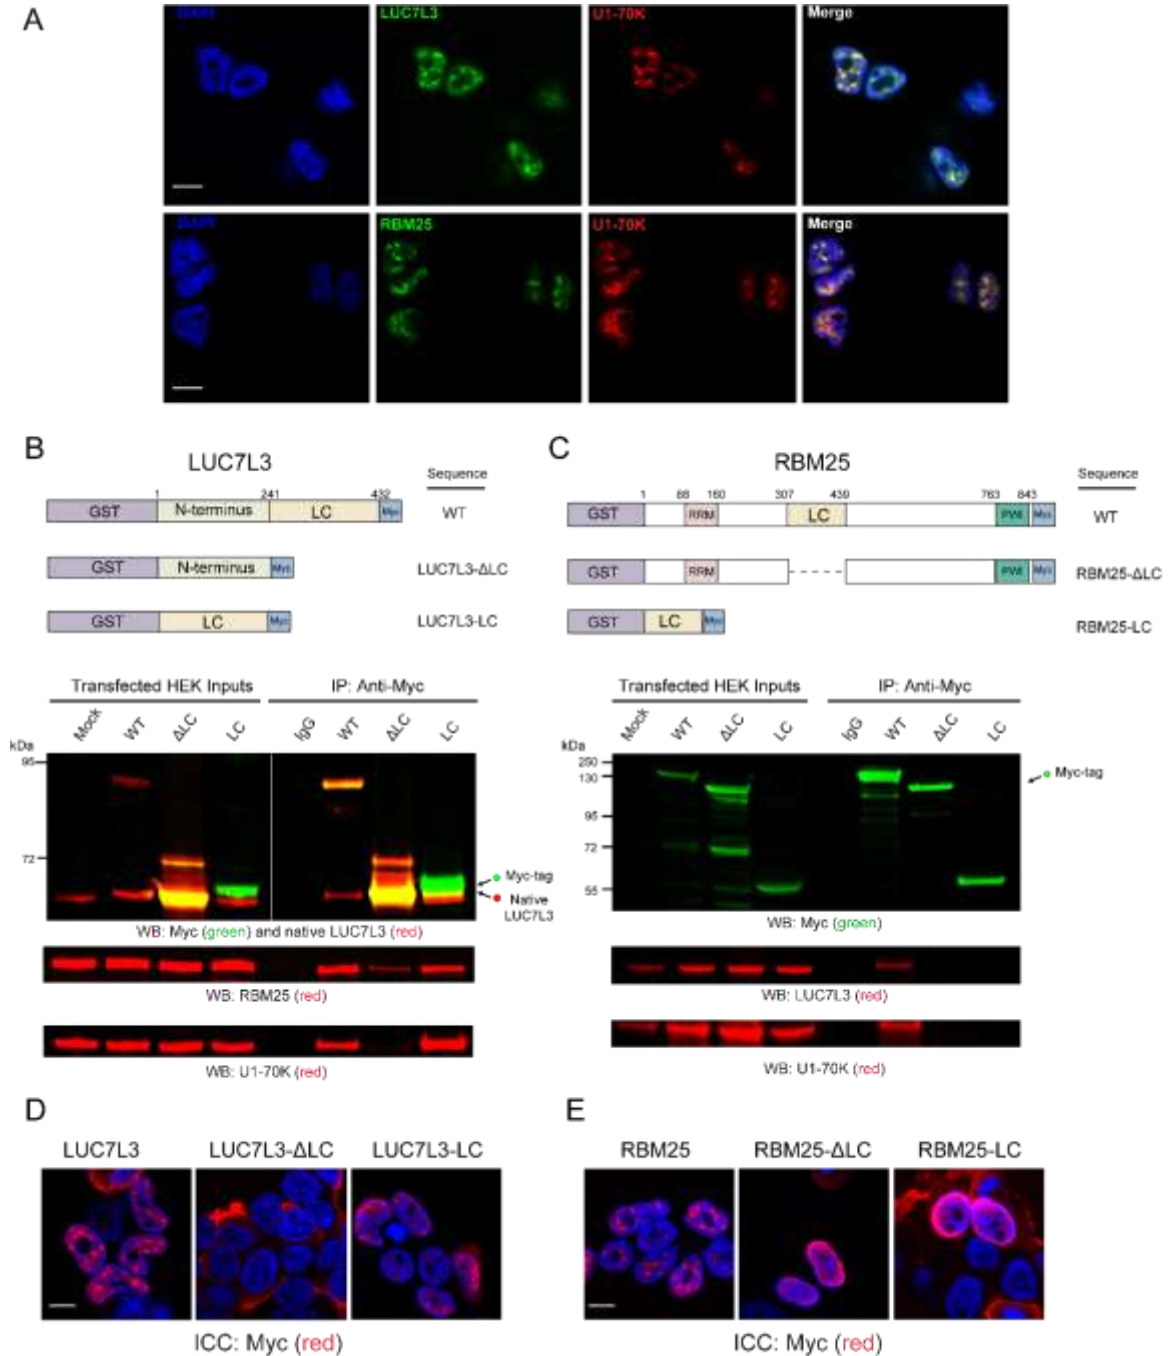 A
DAPI LUC7L3 U1-70K Merge
DAPI RBM25 U1-70K Merge
B C
LUC7L3 Sequence
1 241 432
GST N-terminus LC Myc WT
GST N-terminus Myc LUC7L3-ΔLC
GST LC Myc LUC7L3-LC
RBM25 Sequence
1 88 160 307 439 763 843
GST RRM LC PWI Myc WT
GST RRM PWI Myc RBM25-ΔLC
GST LC Myc RBM25-LC
Transfected HEK Inputs IP: Anti-Myc
Mock WT ΔLC LC IgG WT ΔLC LC
kDa
95
72
Myc-tag
Native
LUC7L3
WB: Myc (green) and native LUC7L3 (red)
WB: RBM25 (red)
WB: U1-70K (red)
Transfected HEK Inputs IP: Anti-Myc
Mock WT ΔLC LC IgG WT ΔLC LC
kDa
250
130
95
72
55
Myc-tag
WB: Myc (green)
WB: LUC7L3 (red)
WB: U1-70K (red)
D
LUC7L3 LUC7L3-ΔLC LUC7L3-LC
ICC: Myc (red)
E
RBM25 RBM25-ΔLC RBM25-LC
ICC: Myc (red)